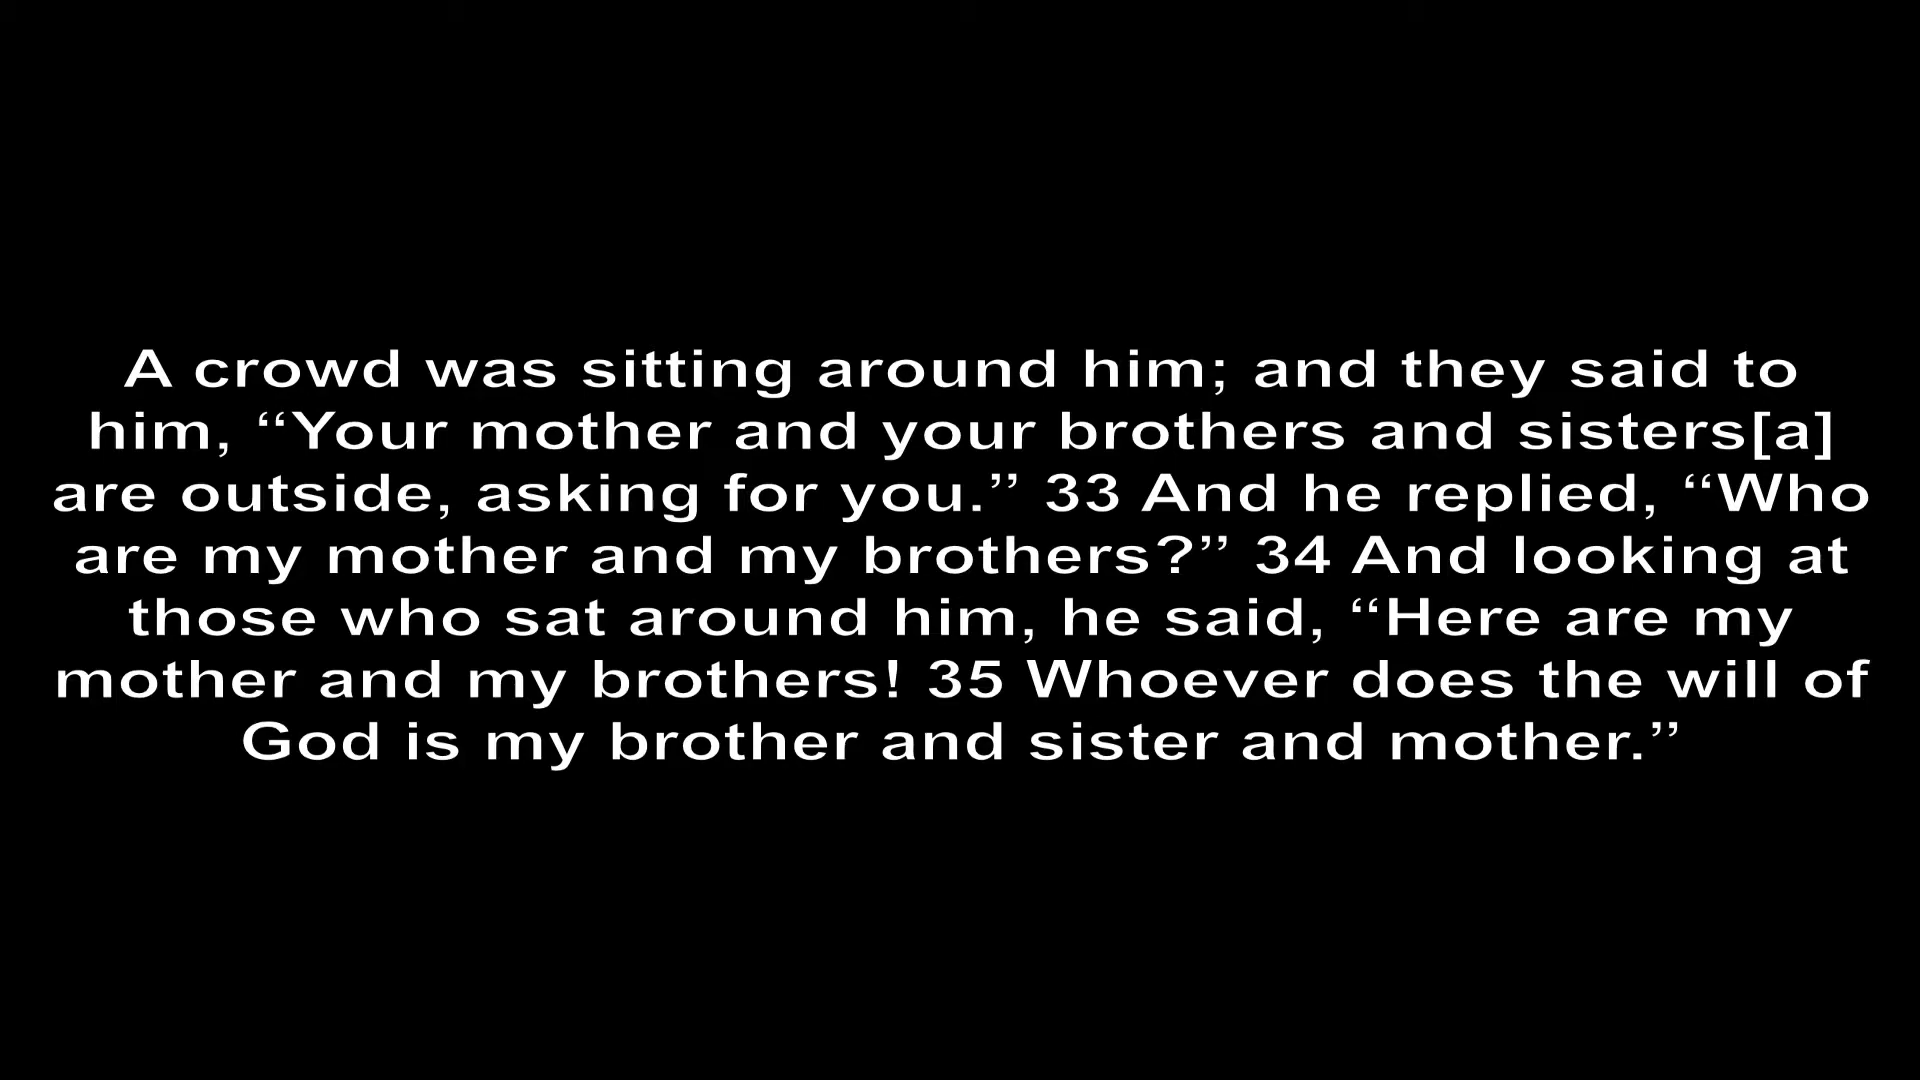 A crowd was sitting around him; and they said to
him, “Your mother and your brothers and sisters[a]
are outside, asking for you.” 33 And he replied, “Who
are my mother and my brothers?” 34 And looking at
those who sat around him, he said, “Here are my
mother and my brothers! 35 Whoever does the will of
God is my brother and sister and mother.”